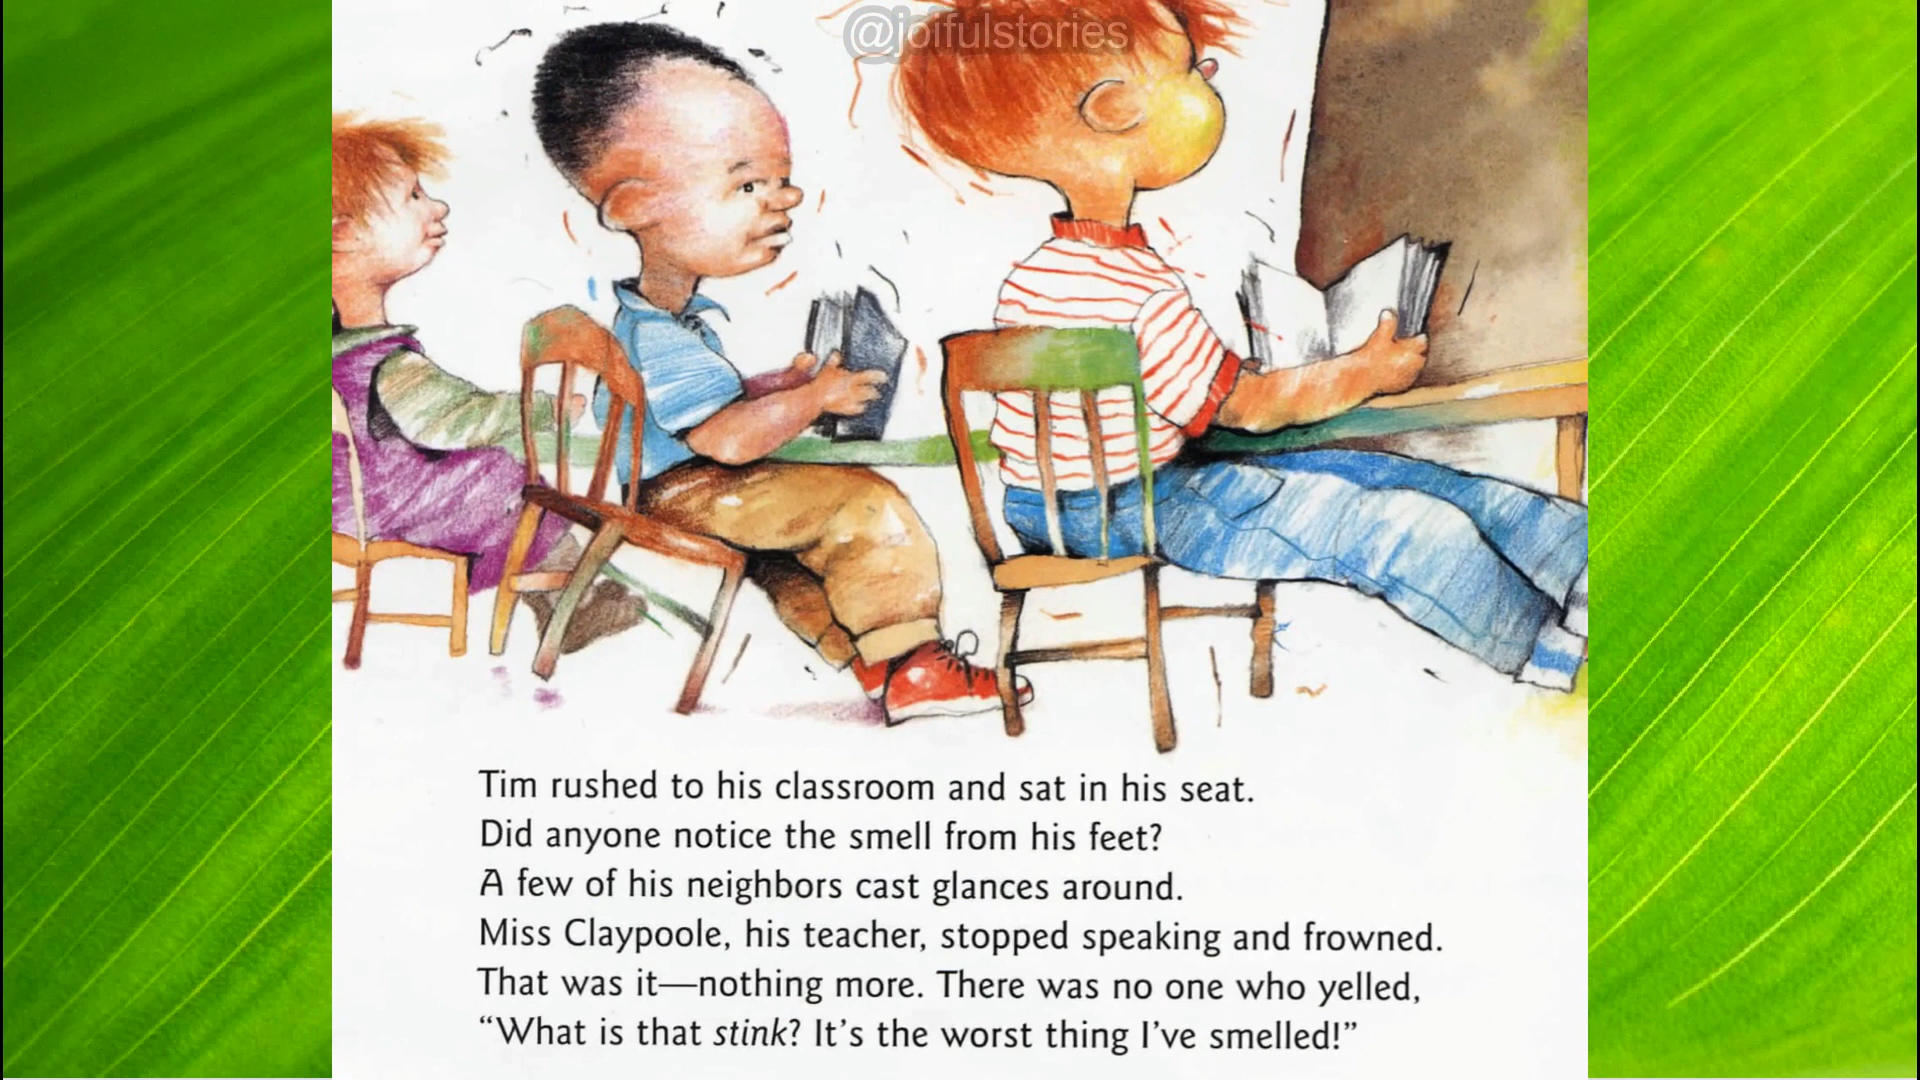 @joifulstories
Tim rushed to his classroom and sat in his seat.
Did anyone notice the smell from his feet?
A few of his neighbors cast glances around.
Miss Claypoole, his teacher, stopped speaking and frowned.
That was it—nothing more. There was no one who yelled,
“What is that stink? It’s the worst thing I’ve smelled!”